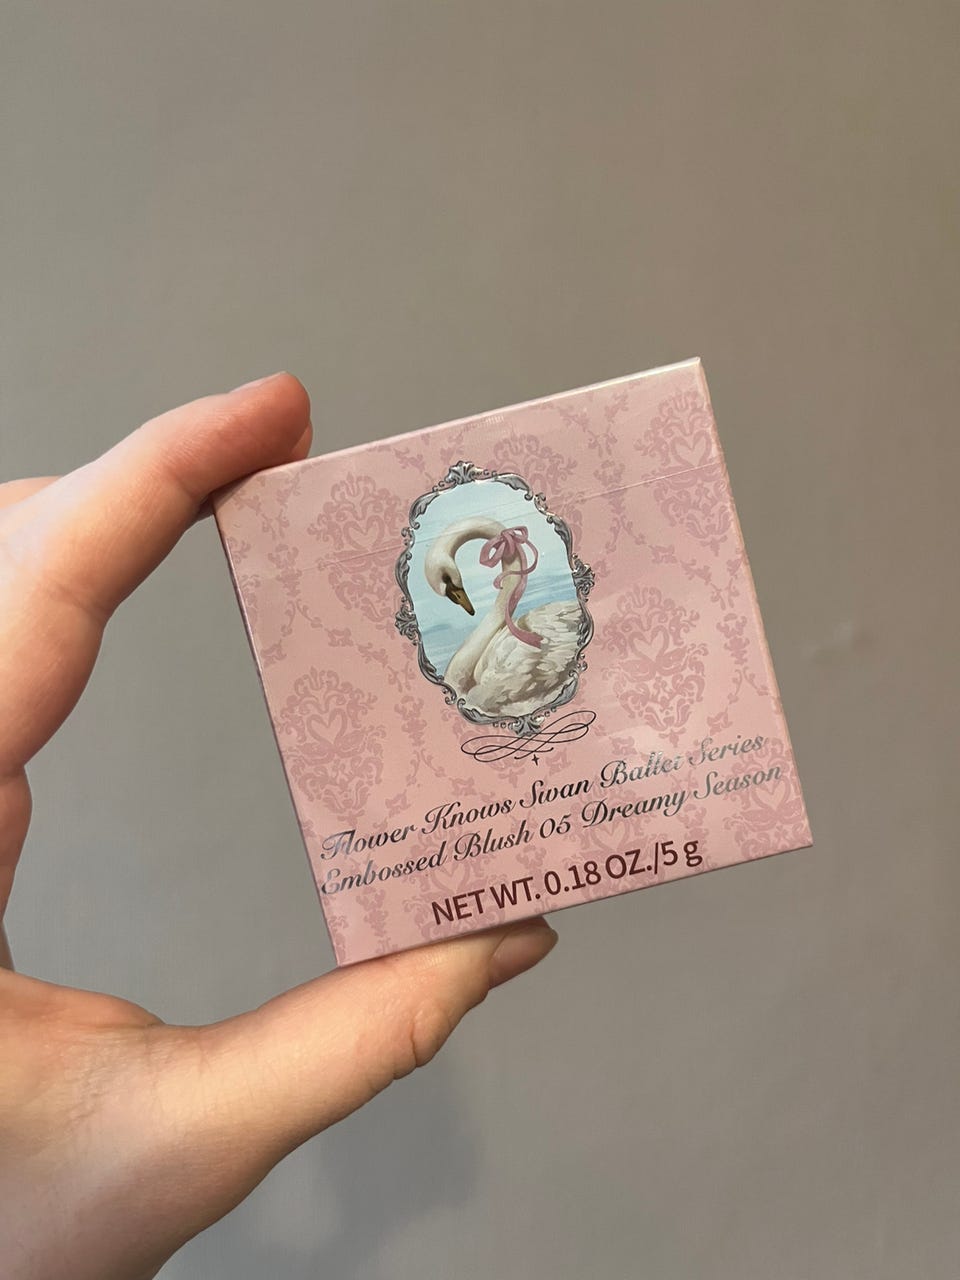 Flower Knows Swan Ballet Series
Embossed Blush 05 Dreamy Season
NET WT. 0.18 OZ./5 g